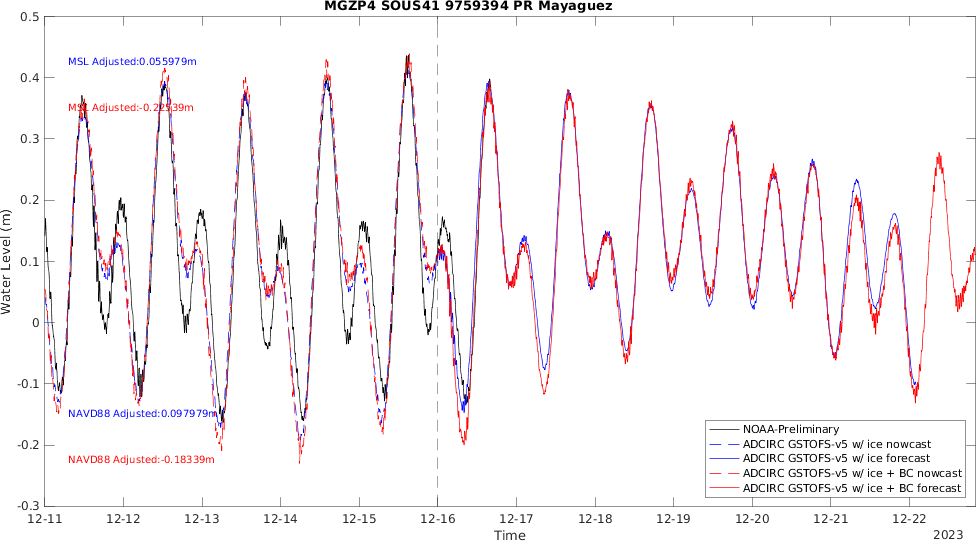 MGZP4 SOUS41 9759394 PR Mayaguez
Water Level (m)
0.5
0.4
0.3
0.2
0.1
0
-0.1
-0.2
-0.3
MSL Adjusted:0.055979m
MSL Adjusted:-0.22539m
NAVD88 Adjusted:0.097979m
NAVD88 Adjusted:-0.18339m
NOAA-Preliminary
ADCIRC GSTOFS-v5 w/ ice nowcast
ADCIRC GSTOFS-v5 w/ ice forecast
ADCIRC GSTOFS-v5 w/ ice + BC nowcast
ADCIRC GSTOFS-v5 w/ ice + BC forecast
12-11 12-12 12-13 12-14 12-15 12-16 12-17 12-18 12-19 12-20 12-21 12-22
Time
2023